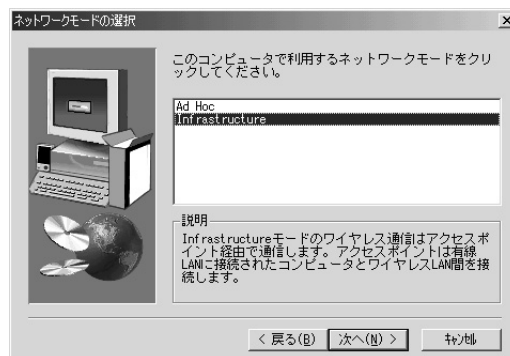 ネットワークモードの選択
このコンピュータで利用するネットワークモードをクリ
ックしてください。
Ad Hoc
Infrastructure
説明
Infrastructureモードのワイヤレス通信はアクセスポ
イント経由で通信します。アクセスポイントは有線
LANに接続されたコンピュータとワイヤレスLAN間を接
続します。
< 戻る(B)
次へ(N) >
キャンセル